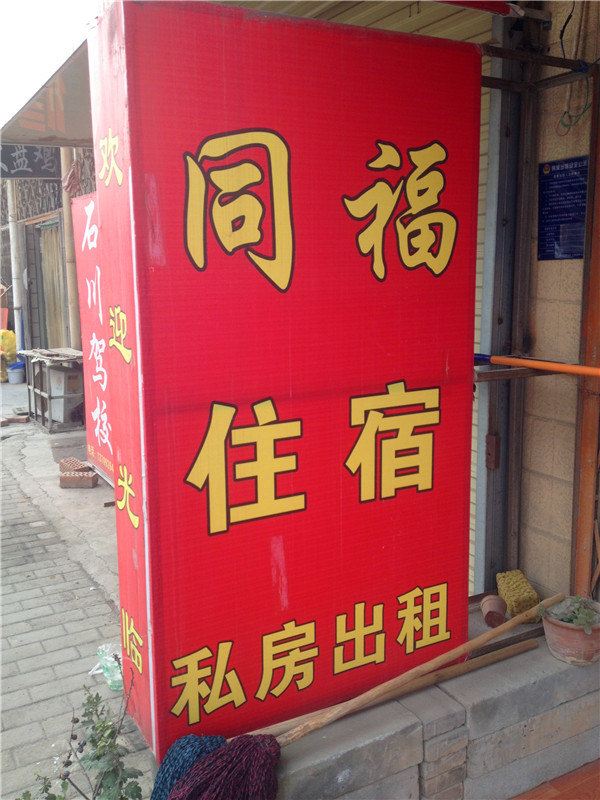 同福
住宿
私房出租
欢迎光临
石川驾校